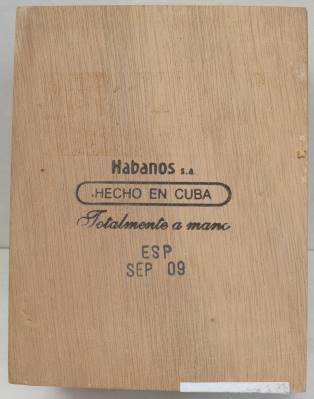 Habanos s.a.
HECHO EN CUBA
Totalmente a mano
ESP
SEP 09